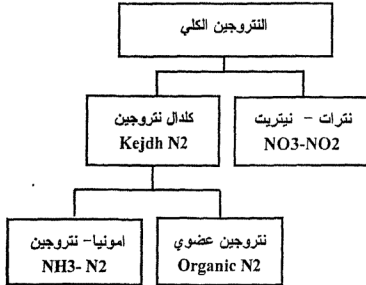 النتروجين الكلي
كلدال نتروجين
Kejdh N2
نترات - نيتريت
NO3-NO2
امونيا- نتروجين
NH3- N2
نتروجين عضوي
Organic N2